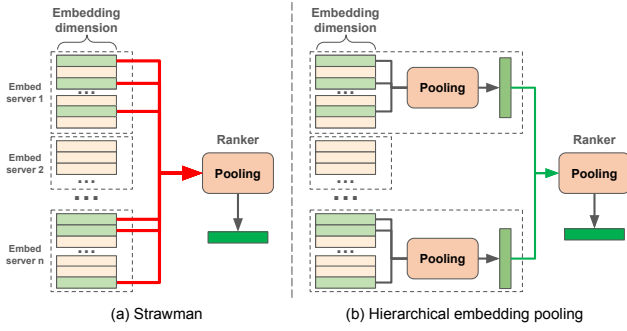 Embedding
dimension
Embed
server 1
...
...
Embed
server 2
...
...
Embed
server n
...
...
Ranker
Pooling
(a) Strawman
Embedding
dimension
...
...
Pooling
...
...
...
...
Pooling
Ranker
Pooling
(b) Hierarchical embedding pooling